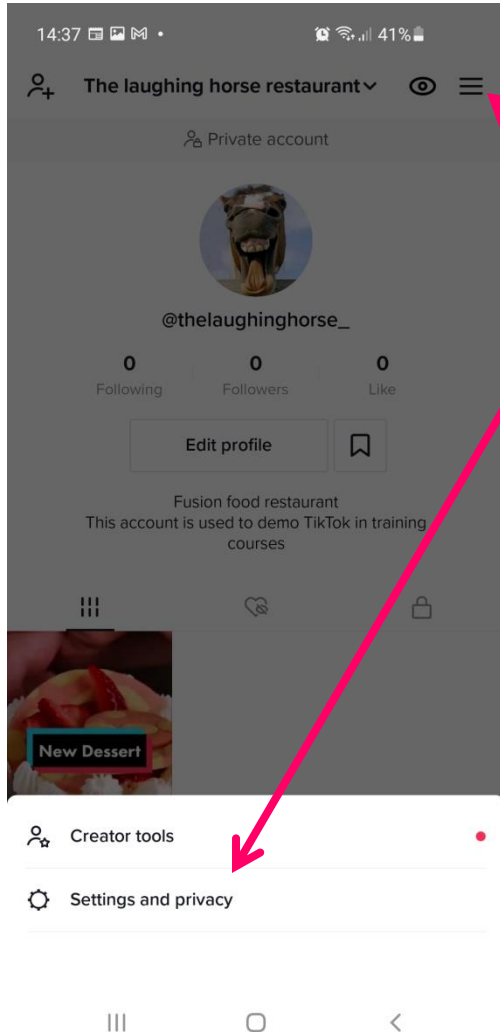 14:37
41%
The laughing horse restaurant
Private account
@thelaughinghorse_
0 0 0
Following Followers Like
Edit profile
Fusion food restaurant
This account is used to demo TikTok in training
courses
New Dessert
Creator tools
Settings and privacy